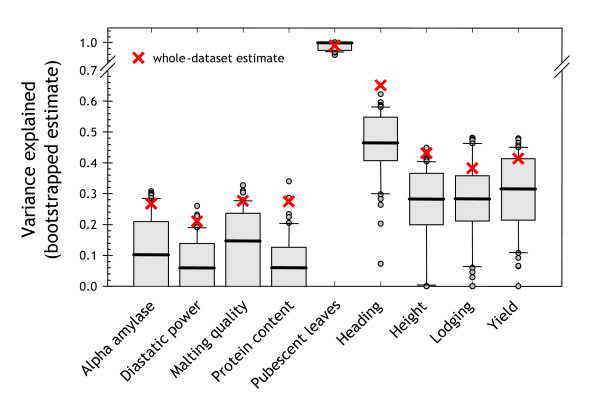 Variance explained
(bootstrapped estimate)
1.0
0.7
0.6
0.5
0.4
0.3
0.2
0.1
0.0
whole-dataset estimate
Alpha amylase
Diastatic power
Malting quality
Protein content
Pubescent leaves
Heading
Height
Lodging
Yield